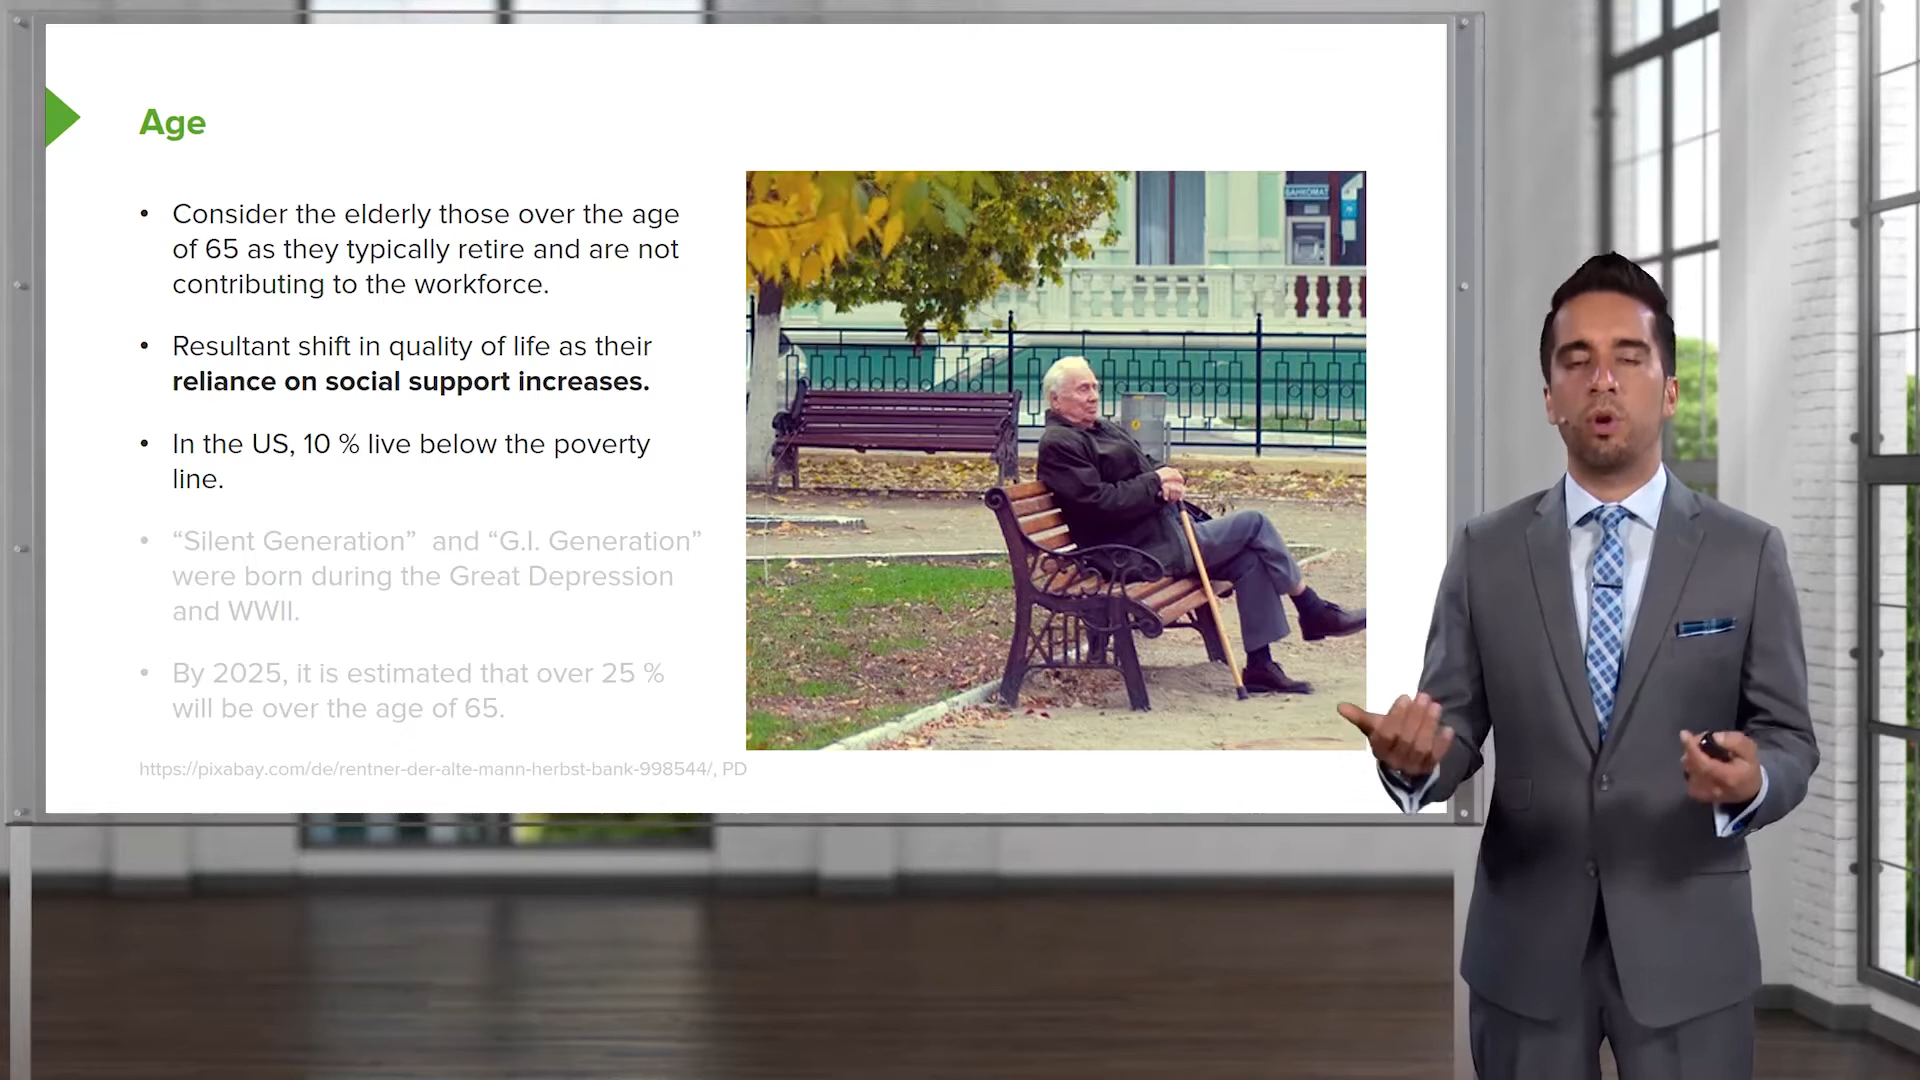 Age
• Consider the elderly those over the age
of 65 as they typically retire and are not
contributing to the workforce.
• Resultant shift in quality of life as their
reliance on social support increases.
• In the US, 10 % live below the poverty
line.
• “Silent Generation”  and “G.I. Generation”
were born during the Great Depression
and WWII.
• By 2025, it is estimated that over 25 %
will be over the age of 65.
https://pixabay.com/de/rentner-der-alte-mann-herbst-bank-998544/, PD
БАНКОМАТ